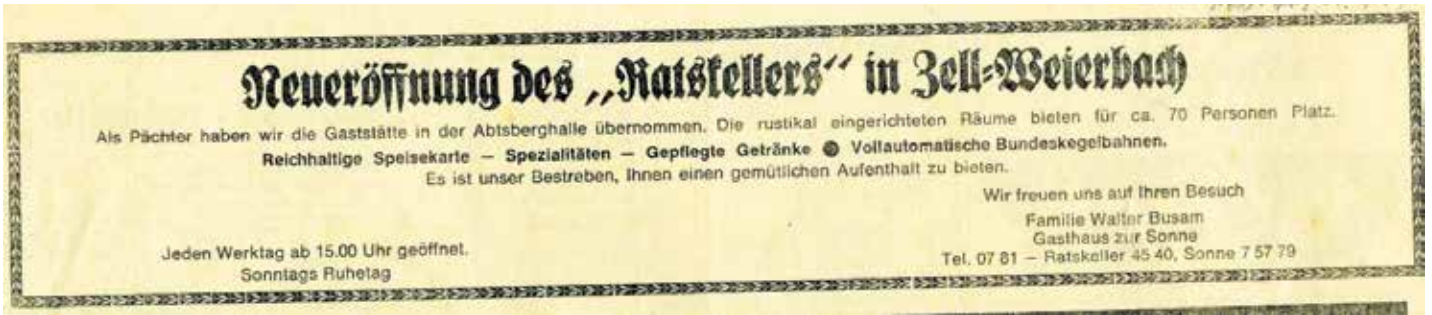 Neueröffnung des „Ratskellers“ in Zell-Weierbach
Als Pächter haben wir die Gaststätte in der Abtsberghalle übernommen. Die rustikal eingerichteten Räume bieten für ca. 70 Personen Platz.
Reichhaltige Speisekarte — Spezialitäten — Gepflegte Getränke ● Vollautomatische Bundeskegelbahnen.
Es ist unser Bestreben, Ihnen einen gemütlichen Aufenthalt zu bieten.
Wir freuen uns auf Ihren Besuch
Familie Walter Busam
Gasthaus zur Sonne
Tel. 07 81 — Ratskeller 45 40, Sonne 7 57 79
Jeden Werktag ab 15.00 Uhr geöffnet.
Sonntags Ruhetag